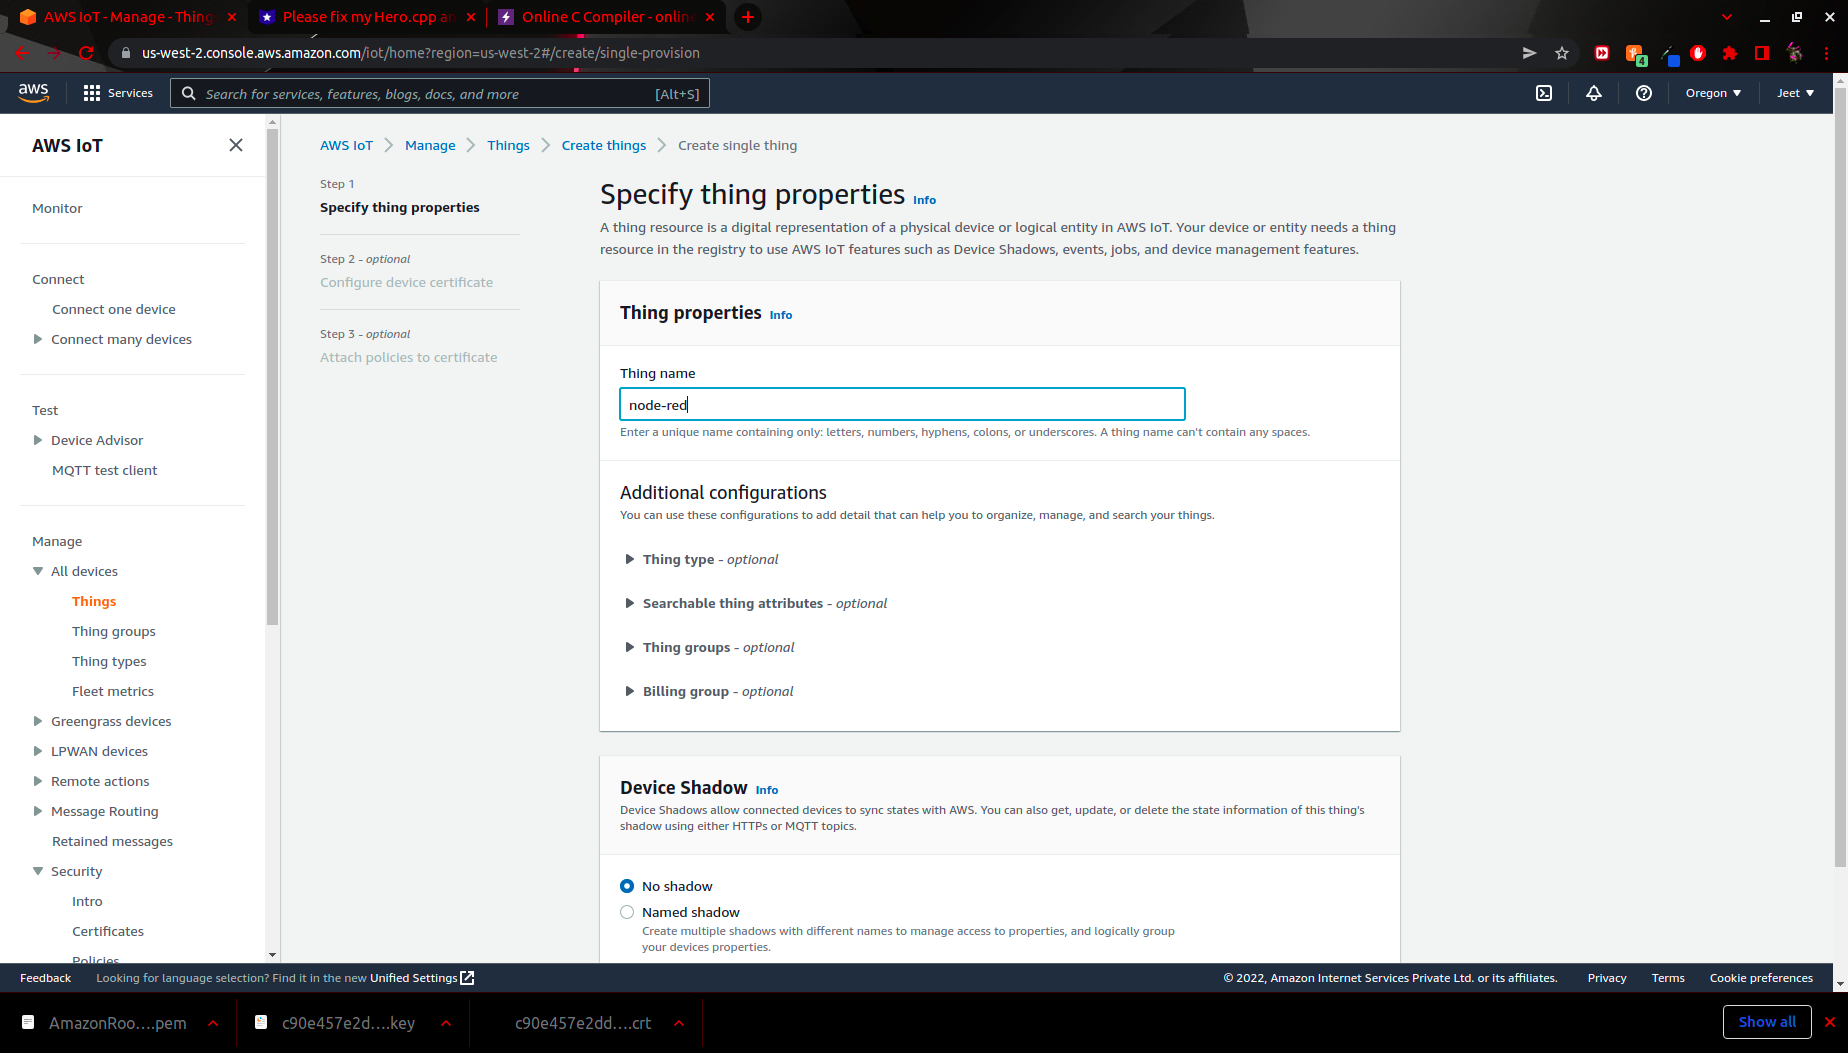 AWS IoT - Manage - Thing
Please fix my Hero.cpp an
Online C Compiler - online
us-west-2.console.aws.amazon.com/iot/home?region=us-west-2#/create/single-provision
4
aws
Services
Search for services, features, blogs, docs, and more
[Alt+S]
Oregon
Jeet
AWS IoT
Monitor
Connect
Connect one device
Connect many devices
Test
Device Advisor
MQTT test client
Manage
All devices
Things
Thing groups
Thing types
Fleet metrics
Greengrass devices
LPWAN devices
Remote actions
Message Routing
Retained messages
Security
Intro
Certificates
Policies
AWS IoT
Manage
Things
Create things
Create single thing
Step 1
Specify thing properties
Step 2 - optional
Configure device certificate
Step 3 - optional
Attach policies to certificate
Specify thing properties Info
A thing resource is a digital representation of a physical device or logical entity in AWS IoT. Your device or entity needs a thing
resource in the registry to use AWS IoT features such as Device Shadows, events, jobs, and device management features.
Thing properties Info
Thing name
node-red
Enter a unique name containing only: letters, numbers, hyphens, colons, or underscores. A thing name can't contain any spaces.
Additional configurations
You can use these configurations to add detail that can help you to organize, manage, and search your things.
Thing type - optional
Searchable thing attributes - optional
Thing groups - optional
Billing group - optional
Device Shadow Info
Device Shadows allow connected devices to sync states with AWS. You can also get, update, or delete the state information of this thing's
shadow using either HTTPs or MQTT topics.
No shadow
Named shadow
Create multiple shadows with different names to manage access to properties, and logically group
your devices properties.
Feedback
Looking for language selection? Find it in the new Unified Settings
© 2022, Amazon Internet Services Private Ltd. or its affiliates.
Privacy
Terms
Cookie preferences
AmazonRoo....pem
c90e457e2d....key
c90e457e2dd....crt
Show all